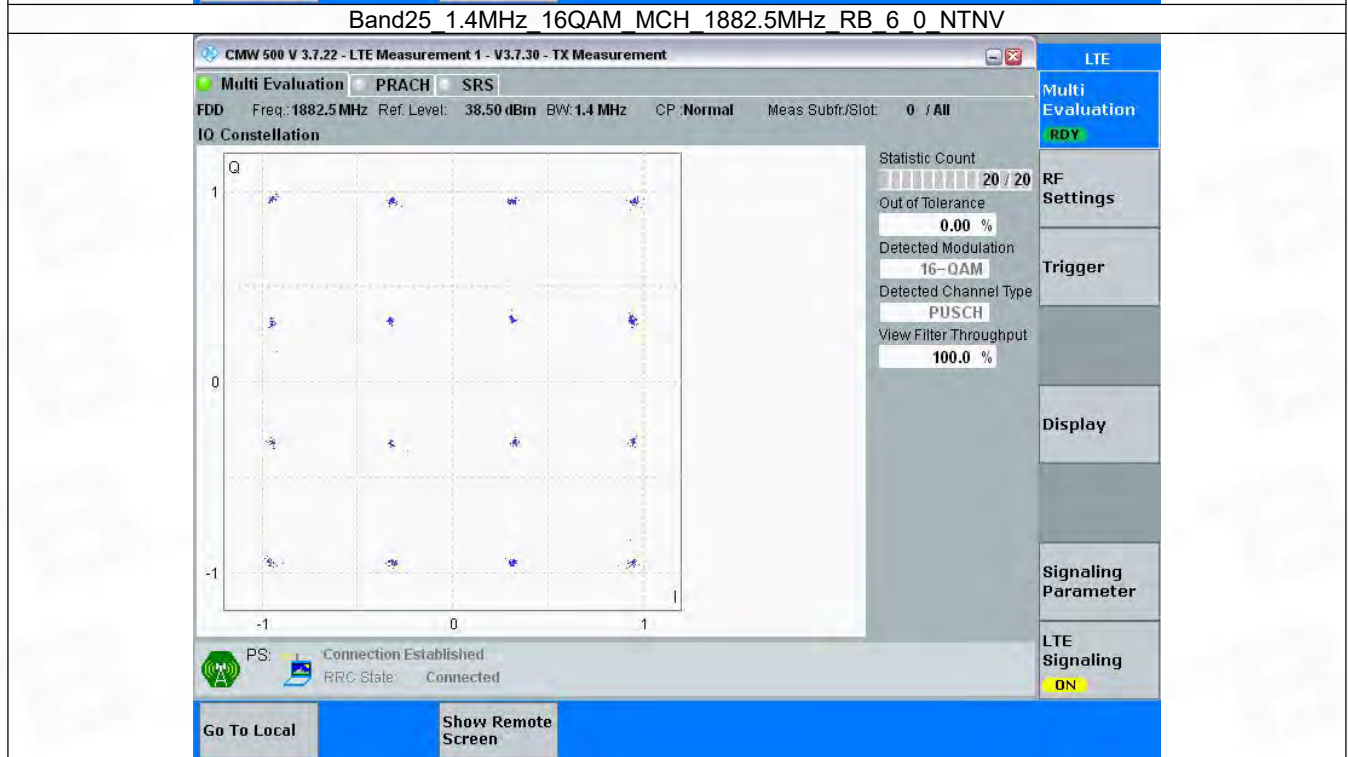 Band25_1.4MHz_16QAM_MCH_1882.5MHz_RB_6_0_NTNV
CMW 500 V 3.7.22 - LTE Measurement 1 - V3.7.30 - TX Measurement
LTE
Multi Evaluation PRACH SRS
FDD Freq.: 1882.5 MHz Ref. Level: 38.50 dBm BW: 1.4 MHz CP :Normal Meas Subfr./Slot: 0 / All
IQ Constellation
Q
1
0
-1
-1 0 1
I
Statistic Count
20 / 20
Out of Tolerance
0.00 %
Detected Modulation
16-QAM
Detected Channel Type
PUSCH
View Filter Throughput
100.0 %
Multi
Evaluation
RDY
RF
Settings
Trigger
Display
Signaling
Parameter
LTE
Signaling
ON
PS: Connection Established
RRC State: Connected
Go To Local
Show Remote
Screen